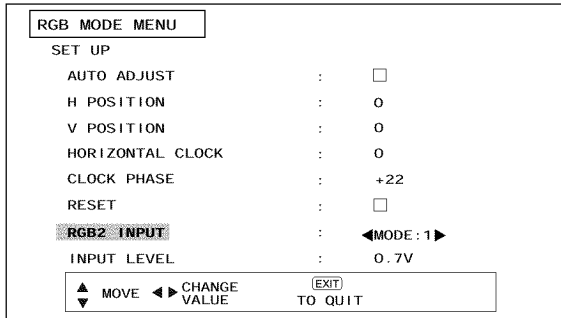 RGB MODE MENU
SET UP
AUTO ADJUST : □
H POSITION : 0
V POSITION : 0
HORIZONTAL CLOCK : 0
CLOCK PHASE : +22
RESET : □
RGB2 INPUT : ◀MODE:1▶
INPUT LEVEL : 0.7V
▲▼ MOVE ◀▶ CHANGE VALUE EXIT TO QUIT